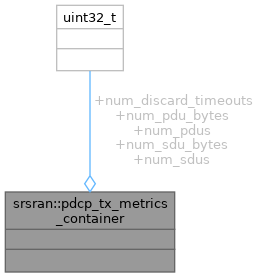 uint32_t
+num_discard_timeouts
+num_pdu_bytes
+num_pdus
+num_sdu_bytes
+num_sdus
srsran::pdcp_tx_metrics
_container